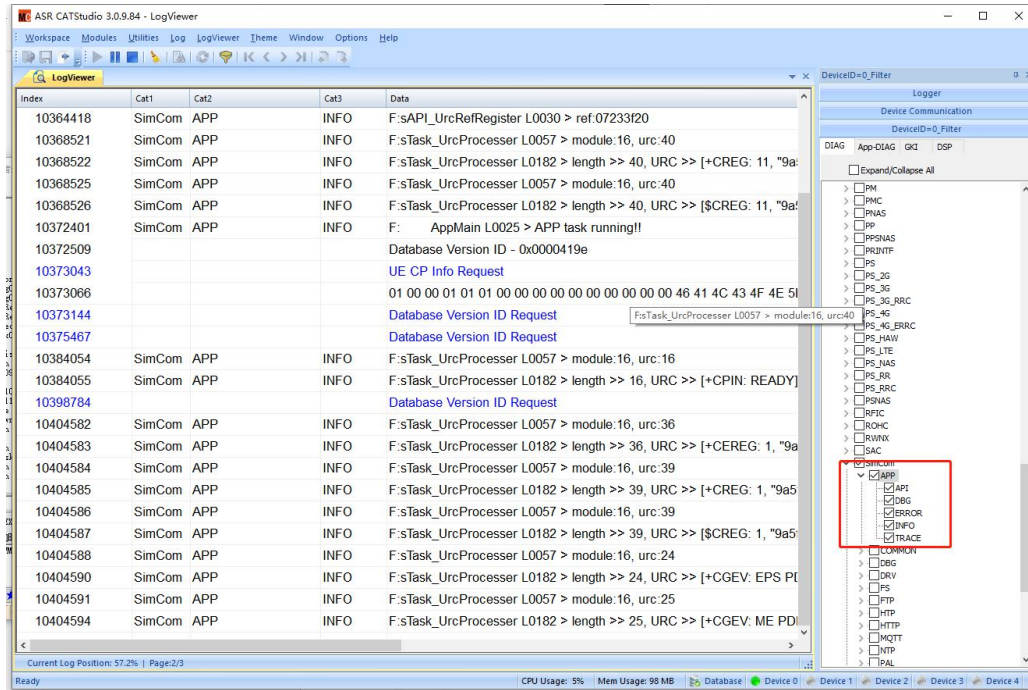 ASR CATStudio 3.0.9.84 - LogViewer
Workspace Modules Utilities Log LogViewer Theme Window Options Help
LogViewer
Index Cat1 Cat2 Cat3 Data
10364418 SimCom APP INFO F:sAPI_UrcRefRegister L0030 > ref:07233f20
10368521 SimCom APP INFO F:sTask_UrcProcesser L0057 > module:16, urc:40
10368522 SimCom APP INFO F:sTask_UrcProcesser L0182 > length >> 40, URC >> [+CREG: 11, "9a
10368525 SimCom APP INFO F:sTask_UrcProcesser L0057 > module:16, urc:40
10368526 SimCom APP INFO F:sTask_UrcProcesser L0182 > length >> 40, URC >> [$CREG: 11, "9a
10372401 SimCom APP INFO F: AppMain L0025 > APP task running!!
10372509 Database Version ID - 0x0000419e
10373043 UE CP Info Request
10373066 01 00 00 01 01 01 00 00 00 00 00 00 00 00 00 00 46 41 4C 43 4F 4E
10373144 Database Version ID Request
F:sTask_UrcProcesser L0057 > module:16, urc:40
10375467 Database Version ID Request
10384054 SimCom APP INFO F:sTask_UrcProcesser L0057 > module:16, urc:16
10384055 SimCom APP INFO F:sTask_UrcProcesser L0182 > length >> 16, URC >> [+CPIN: READY]
10398784 Database Version ID Request
10404582 SimCom APP INFO F:sTask_UrcProcesser L0057 > module:16, urc:36
10404583 SimCom APP INFO F:sTask_UrcProcesser L0182 > length >> 36, URC >> [+CEREG: 1, "9a
10404584 SimCom APP INFO F:sTask_UrcProcesser L0057 > module:16, urc:39
10404585 SimCom APP INFO F:sTask_UrcProcesser L0182 > length >> 39, URC >> [+CREG: 1, "9a5
10404586 SimCom APP INFO F:sTask_UrcProcesser L0057 > module:16, urc:39
10404587 SimCom APP INFO F:sTask_UrcProcesser L0182 > length >> 39, URC >> [$CREG: 1, "9a5
10404588 SimCom APP INFO F:sTask_UrcProcesser L0057 > module:16, urc:24
10404590 SimCom APP INFO F:sTask_UrcProcesser L0182 > length >> 24, URC >> [+CGEV: EPS
10404591 SimCom APP INFO F:sTask_UrcProcesser L0057 > module:16, urc:25
10404594 SimCom APP INFO F:sTask_UrcProcesser L0182 > length >> 25, URC >> [+CGEV: ME
Current Log Position: 57.2% | Page:2/3
DeviceID=0_Filter
Logger
Device Communication
DeviceID=0_Filter
DIAG App-DIAG GKI DSP
Expand/Collapse All
PM
PMC
PNAS
PP
PPSNAS
PRINTF
PS
PS_2G
PS_3G
PS_3G_RRC
PS_4G
PS_4G_ERRC
PS_HAW
PS_LTE
PS_NAS
PS_RR
PS_RRC
PSNAS
RFIC
ROHC
RWNX
SAC
SimCom
APP
API
DBG
ERROR
INFO
TRACE
COMMON
DBG
DRV
FS
FTP
HTP
HTTP
MQTT
NTP
PAL
Ready CPU Usage: 5% Mem Usage: 98 MB Database Device 0 Device 1 Device 2 Device 3 Device 4